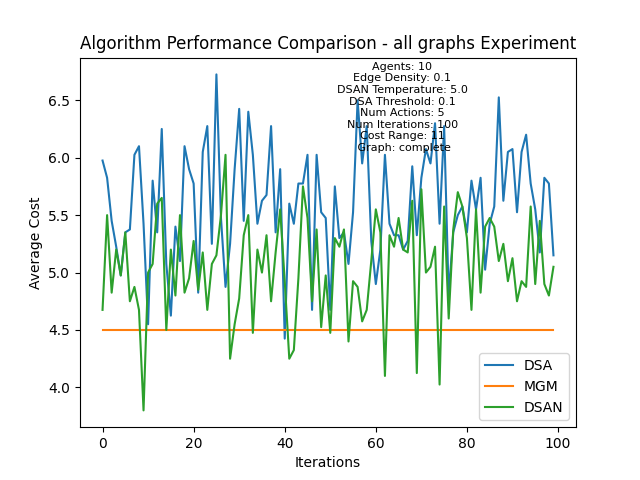 Algorithm Performance Comparison - all graphs Experiment
Agents: 10
Edge Density: 0.1
DSAN Temperature: 5.0
DSA Threshold: 0.1
Num Actions: 5
Num Iterations: 100
Cost Range: 11
Graph: complete
Average Cost
6.5
6.0
5.5
5.0
4.5
4.0
0
20
40
60
80
100
Iterations
DSA
MGM
DSAN